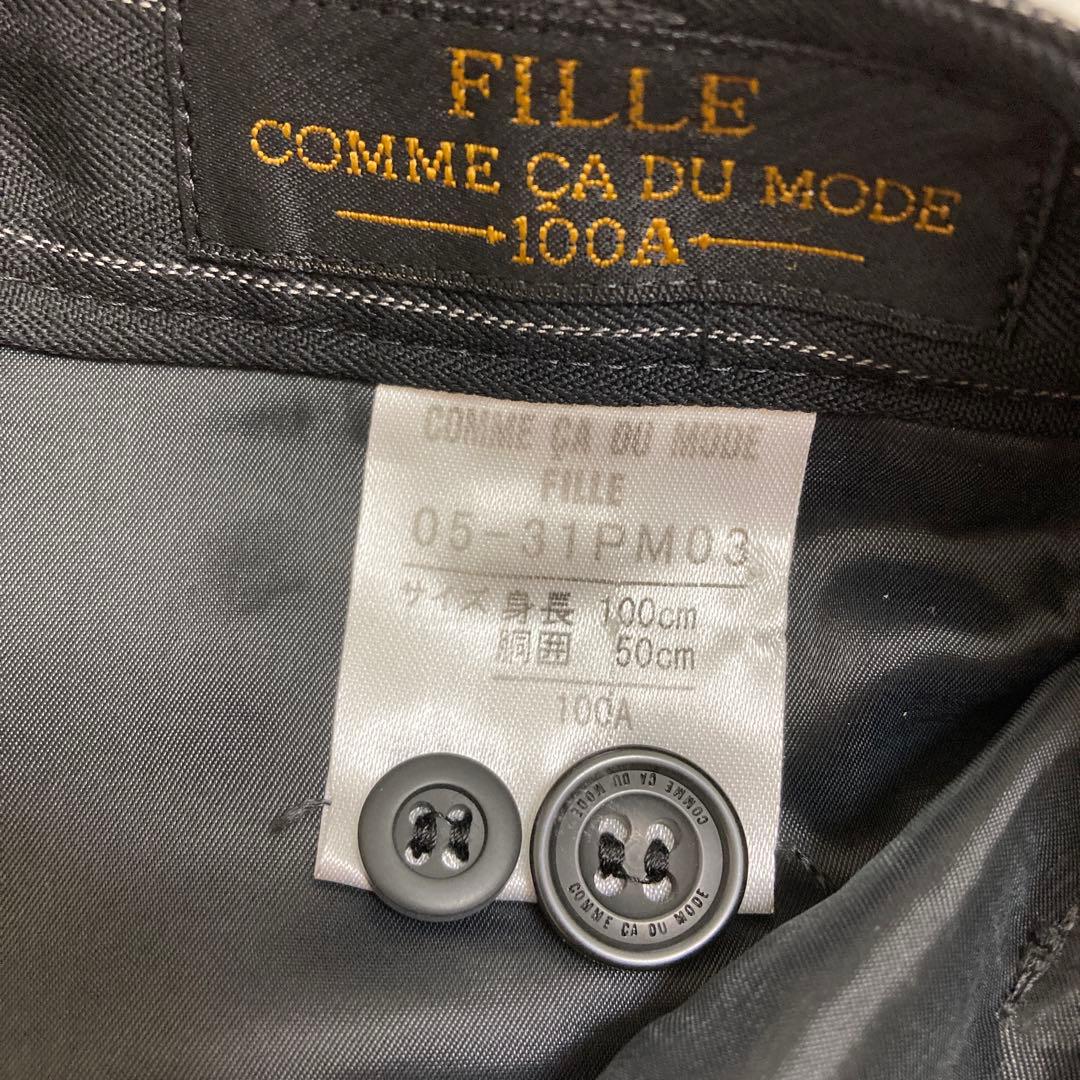 FILLE
COMME ÇA DU MODE
100A
COMME ÇA DU MODE
FILLE
05-31PM03
サイズ 身長 100cm
胴囲 50cm
100A
COMME ÇA DU MODE
COMME ÇA DU MODE